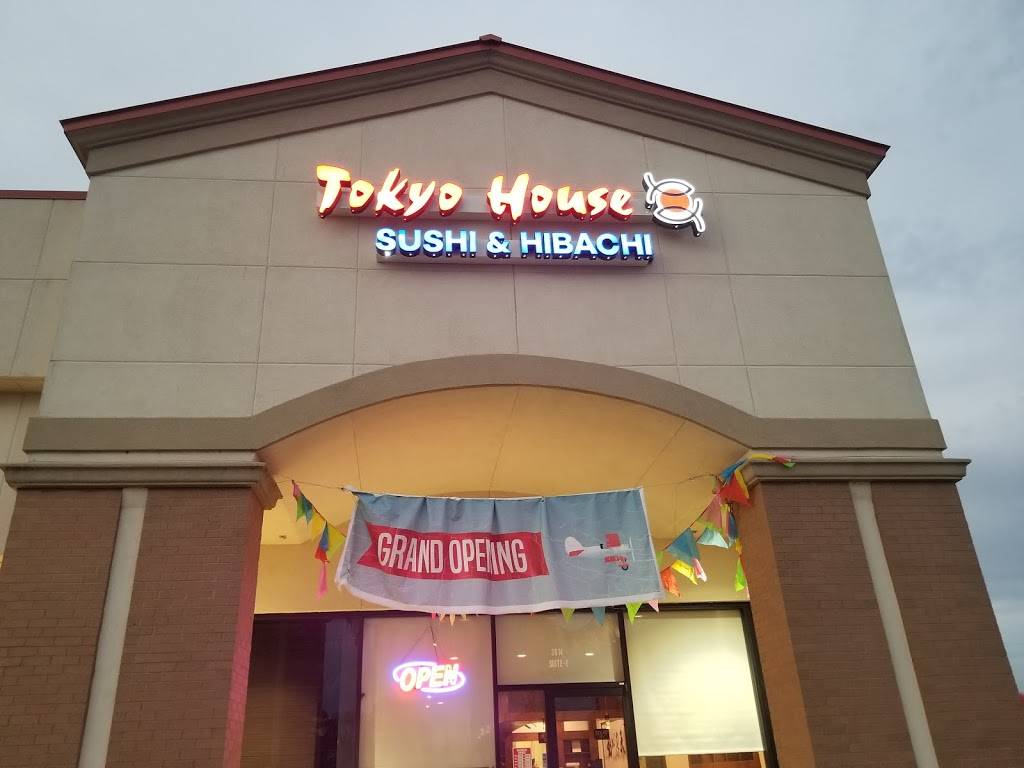 Tokyo House
SUSHI & HIBACHI
GRAND OPENING
OPEN